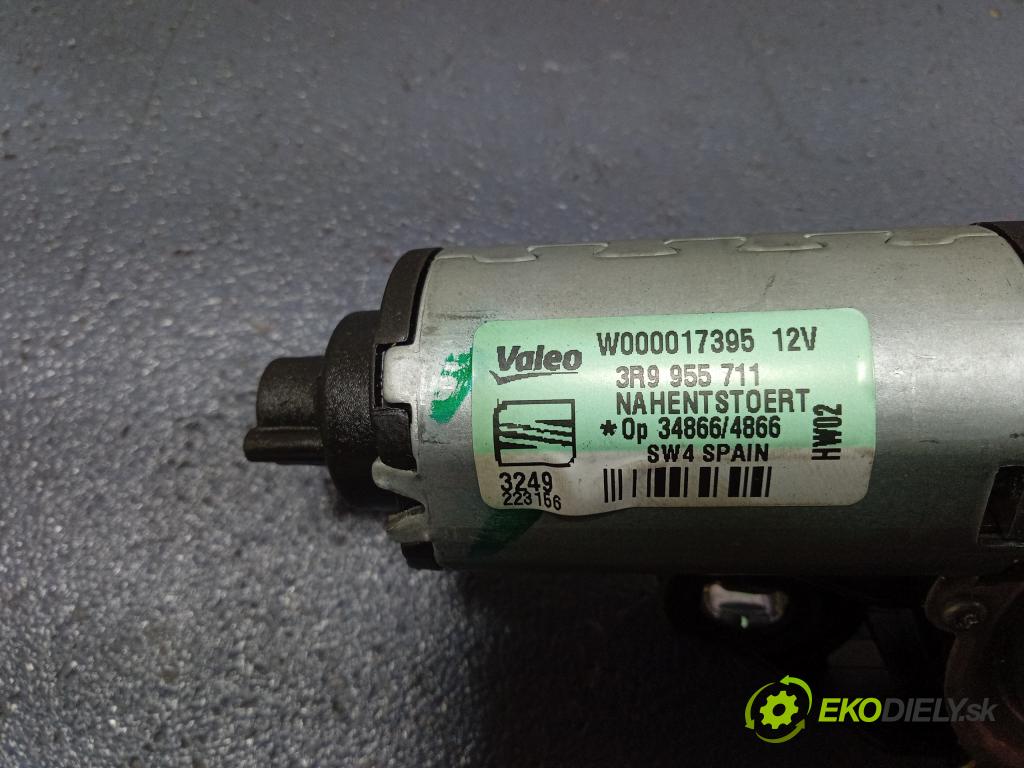 Valeo
W000017395 12V
3R9 955 711
NAHENTSTOERT
*Op 34866/4866
SW4 SPAIN
HW02
3249
223166
EKODIELY.sk